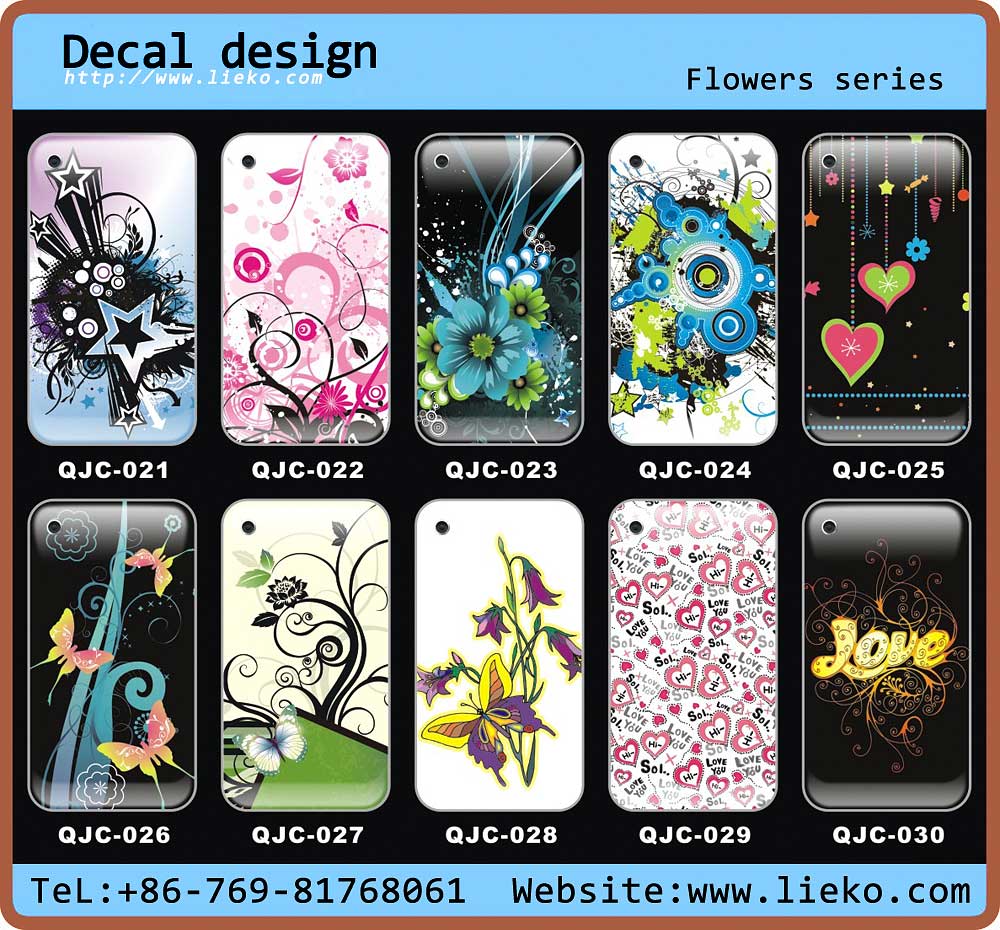 Decal design
http://www.lieko.com
Flowers series
QJC-021 QJC-022 QJC-023 QJC-024 QJC-025
Love
QJC-026 QJC-027 QJC-028 QJC-029 QJC-030
TeL:+86-769-81768061 Website:www.lieko.com